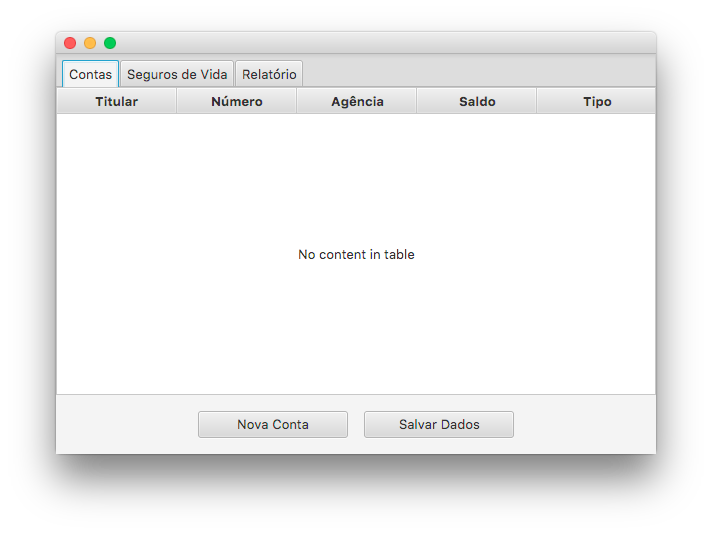 Contas Seguros de Vida Relatório
Titular Número Agência Saldo Tipo
No content in table
Nova Conta Salvar Dados